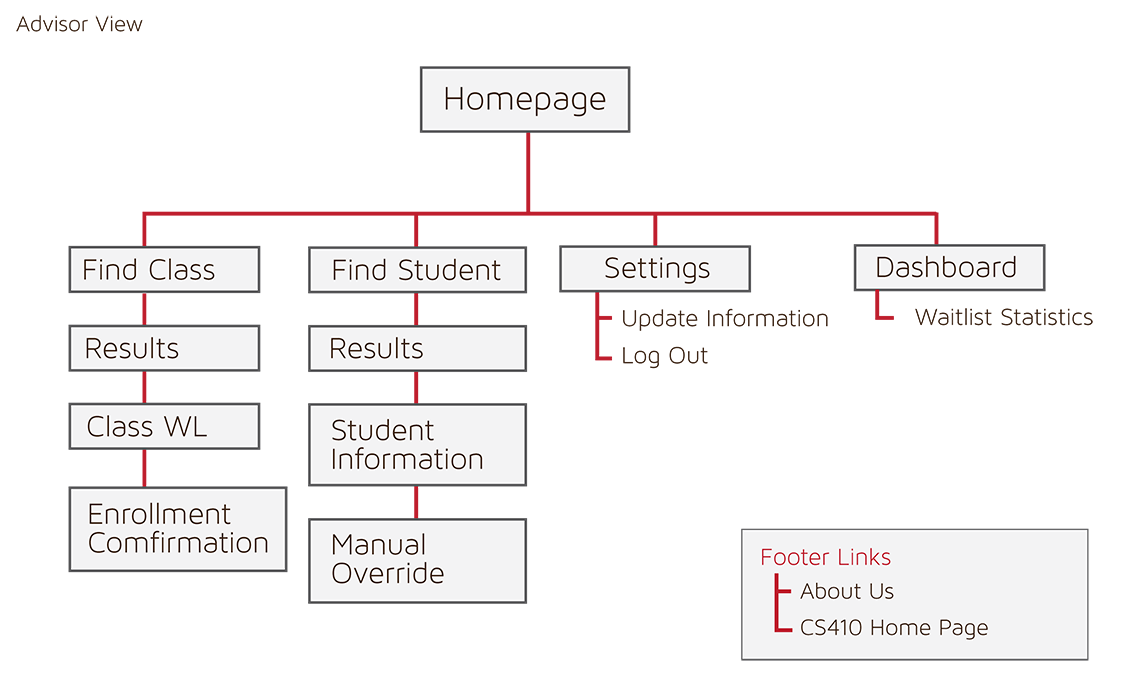 Advisor View
Homepage
Find Class
Results
Class WL
Enrollment
Comfirmation
Find Student
Results
Student
Information
Manual
Override
Settings
Update Information
Log Out
Dashboard
Waitlist Statistics
Footer Links
About Us
CS410 Home Page